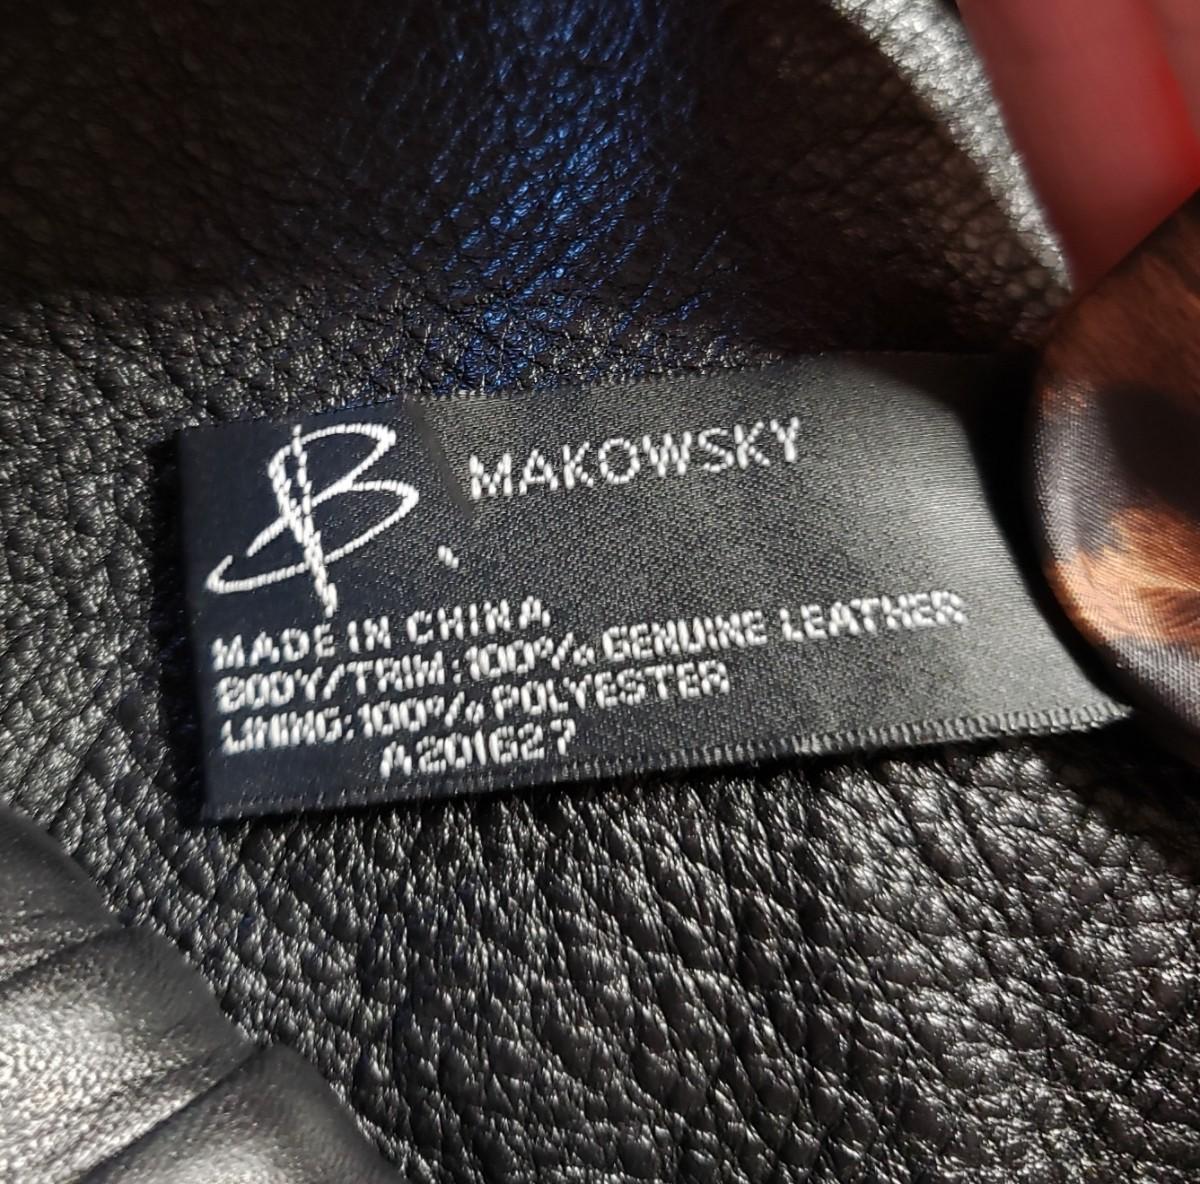 B. MAKOWSKY
MADE IN CHINA
BODY/TRIM:100% GENUINE LEATHER
LINING:100% POLYESTER
A201627